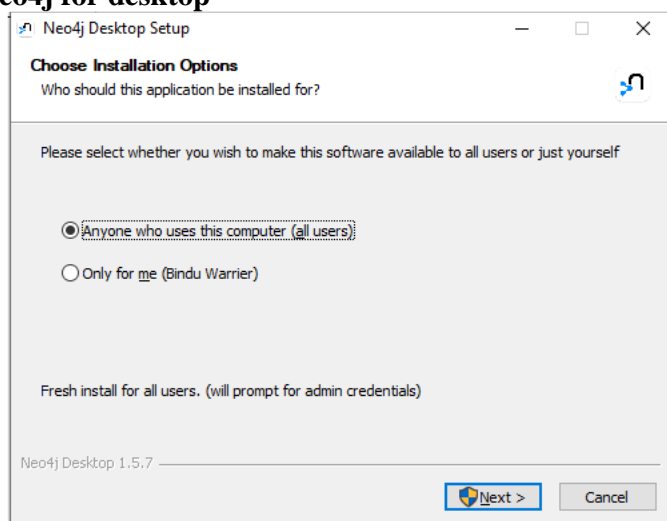 for desktop
Neo4j Desktop Setup
Choose Installation Options
Who should this application be installed for?
Please select whether you wish to make this software available to all users or just yourself
Anyone who uses this computer (all users)
Only for me (Bindu Warrier)
Fresh install for all users. (will prompt for admin credentials)
Neo4j Desktop 1.5.7
Next >
Cancel